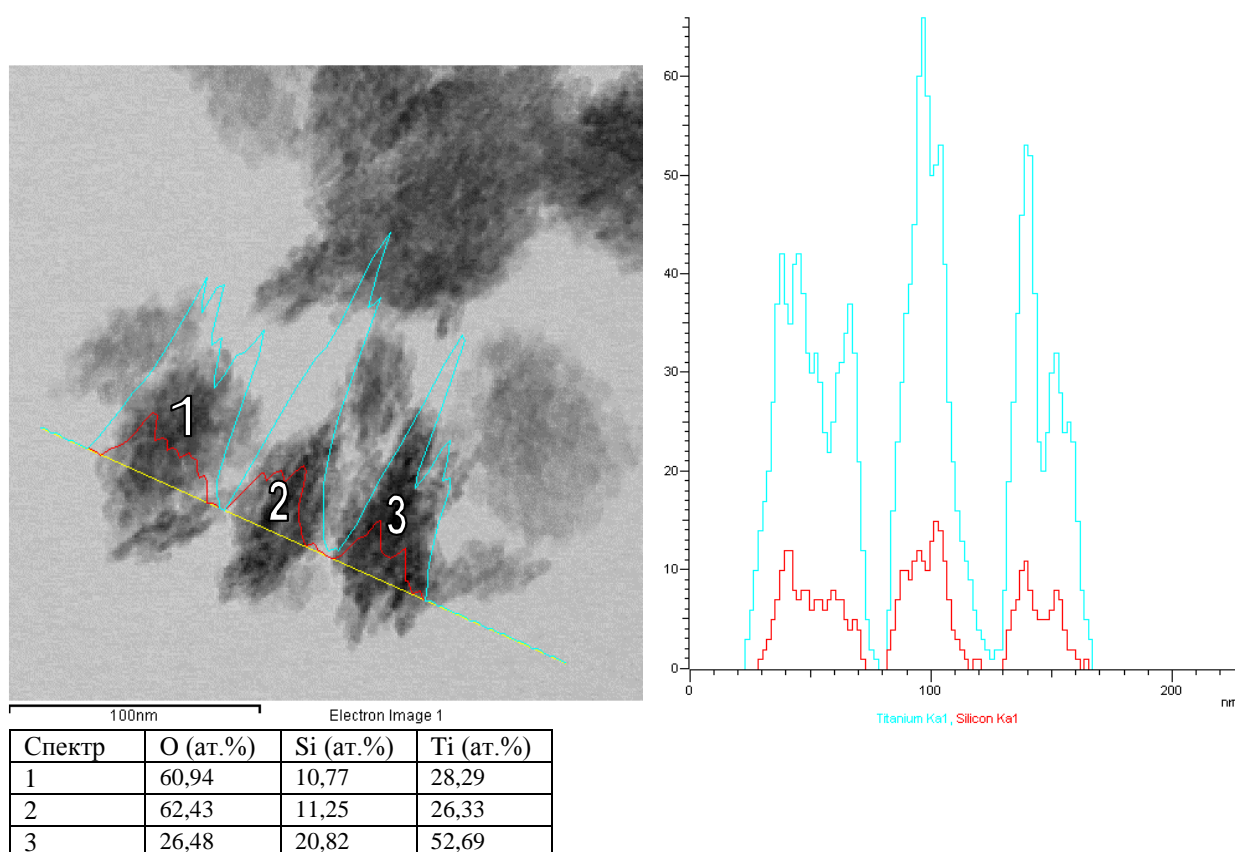 1
2
3
100nm
Electron Image 1
60
50
40
30
20
10
0
0
100
200
nm
Titanium Ka1, Silicon Ka1
Спектр O (ат.%) Si (ат.%) Ti (ат.%)
1 60,94 10,77 28,29
2 62,43 11,25 26,33
3 26,48 20,82 52,69